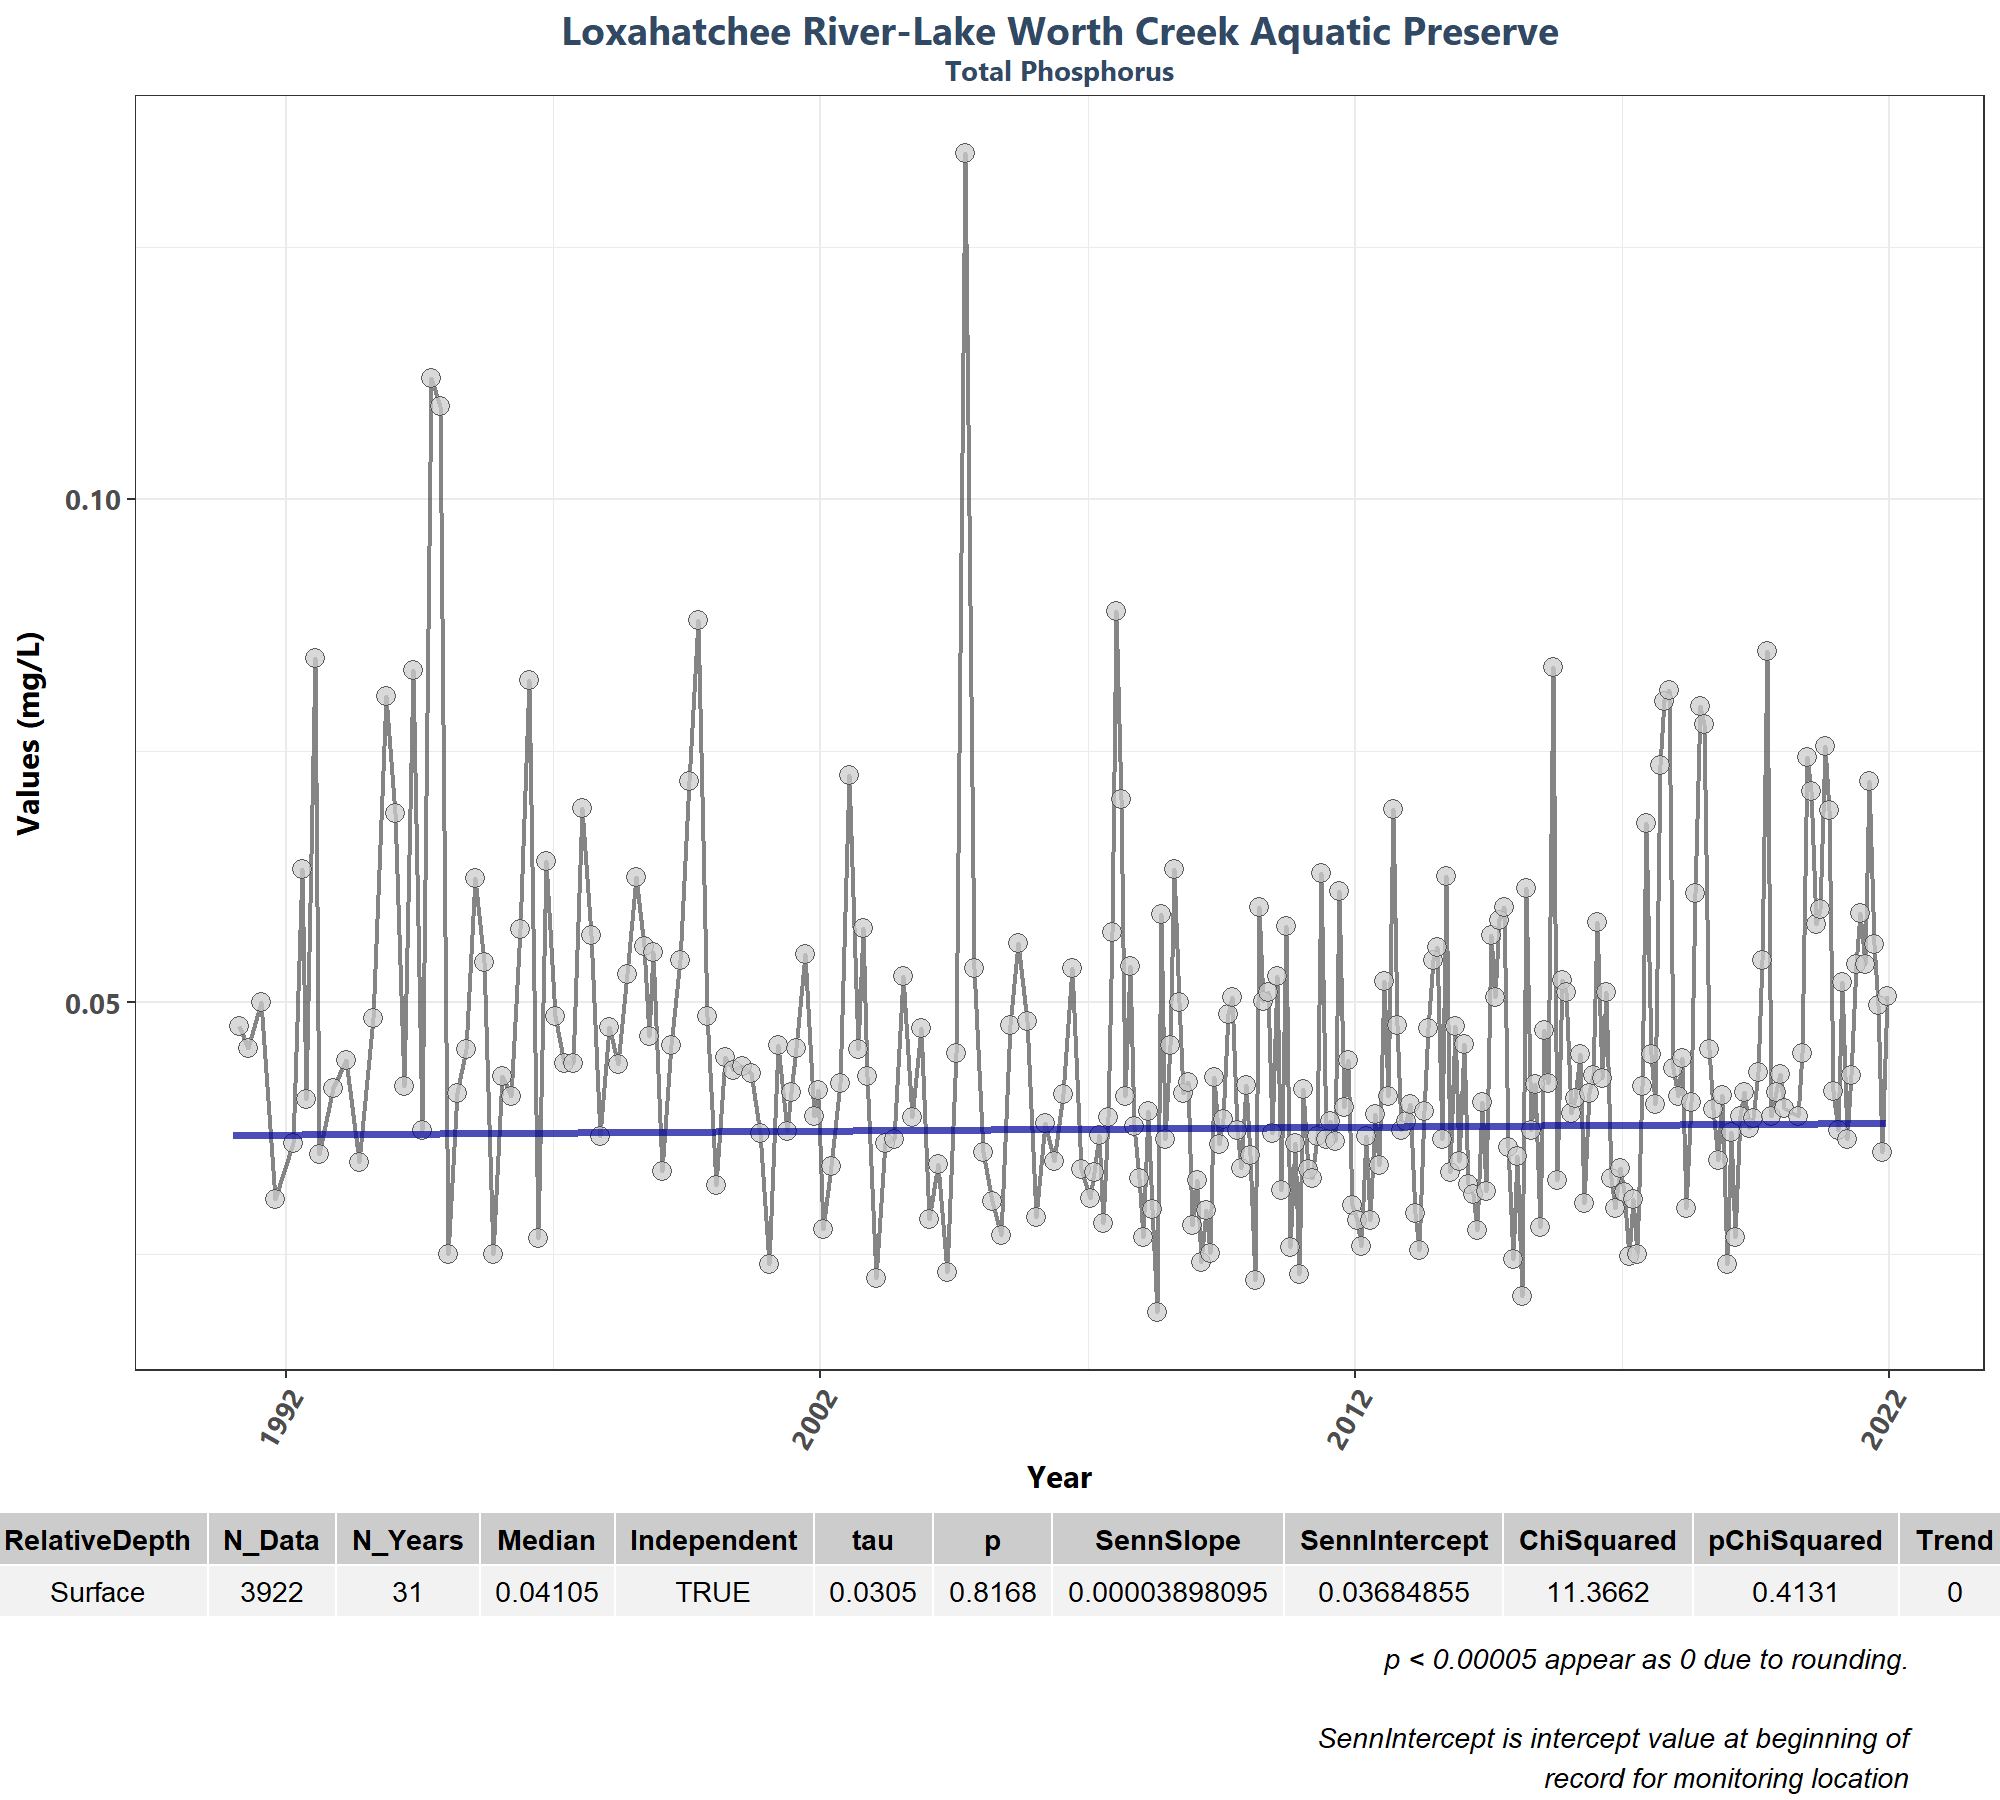 Loxahatchee River-Lake Worth Creek Aquatic Preserve
Total Phosphorus
Values (mg/L)
0.10
0.05
1992 2002 2012 2022
Year
RelativeDepth N_Data N_Years Median Independent tau p SennSlope SennIntercept ChiSquared pChiSquared Trend
Surface 3922 31 0.04105 TRUE 0.0305 0.8168 0.00003898095 0.03684855 11.3662 0.4131 0
p < 0.00005 appear as 0 due to rounding.
SennIntercept is intercept value at beginning of
record for monitoring location